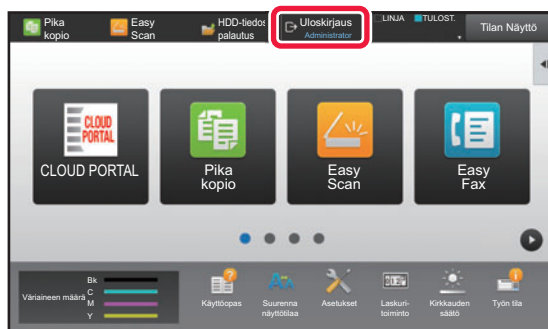 Pika
kopio
Easy
Scan
HDD-tiedos
palautus
Uloskirjaus
Administrator
LINJA
TULOST.
Tilan Näyttö
CLOUD
PORTAL
CLOUD PORTAL
Pika
kopio
Easy
Scan
Easy
Fax
Väriaineen määrä
Bk
C
M
Y
Käyttöopas
Suurenna
näyttötilaa
Asetukset
Laskuri-
toiminto
Kirkkauden
säätö
Työn tila